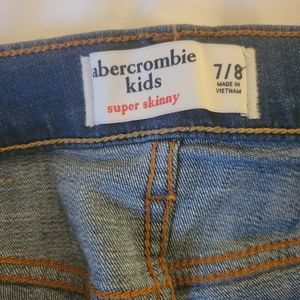 abercrombie
kids
super skinny
7/8
MADE IN
VIETNAM